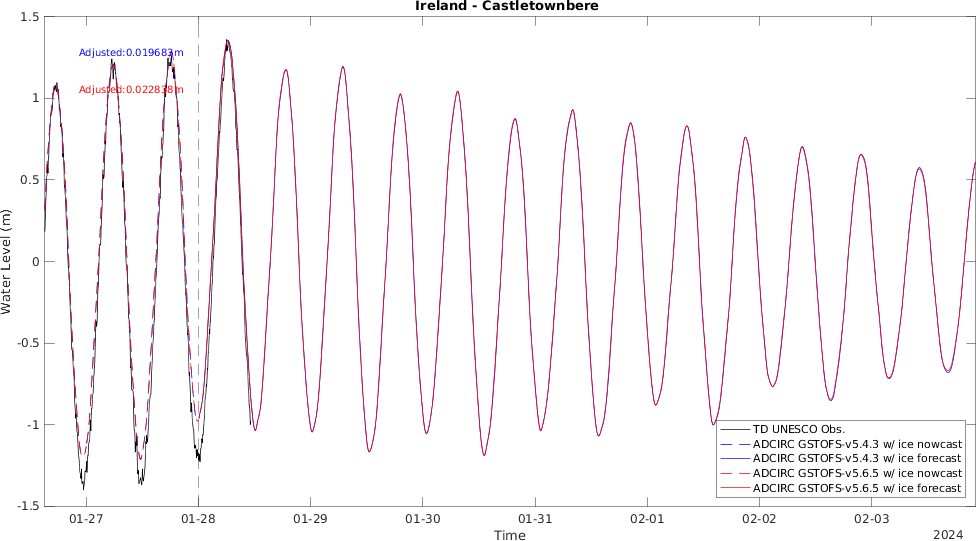 Ireland - Castletownbere
1.5
1
0.5
0
-0.5
-1
-1.5
Water Level (m)
Adjusted:0.019683m
Adjusted:0.022838m
TD UNESCO Obs.
ADCIRC GSTOFS-v5.4.3 w/ ice nowcast
ADCIRC GSTOFS-v5.4.3 w/ ice forecast
ADCIRC GSTOFS-v5.6.5 w/ ice nowcast
ADCIRC GSTOFS-v5.6.5 w/ ice forecast
01-27 01-28 01-29 01-30 01-31 02-01 02-02 02-03
Time
2024